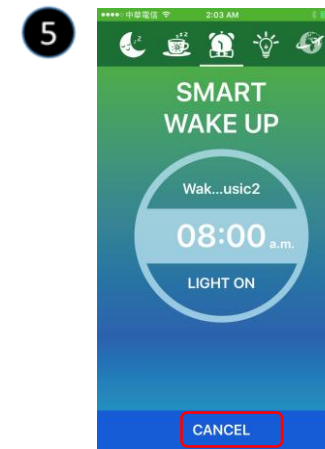 5
中華電信 2:03 AM
SMART
WAKE UP
Wak...usic2
08:00 a.m.
LIGHT ON
CANCEL